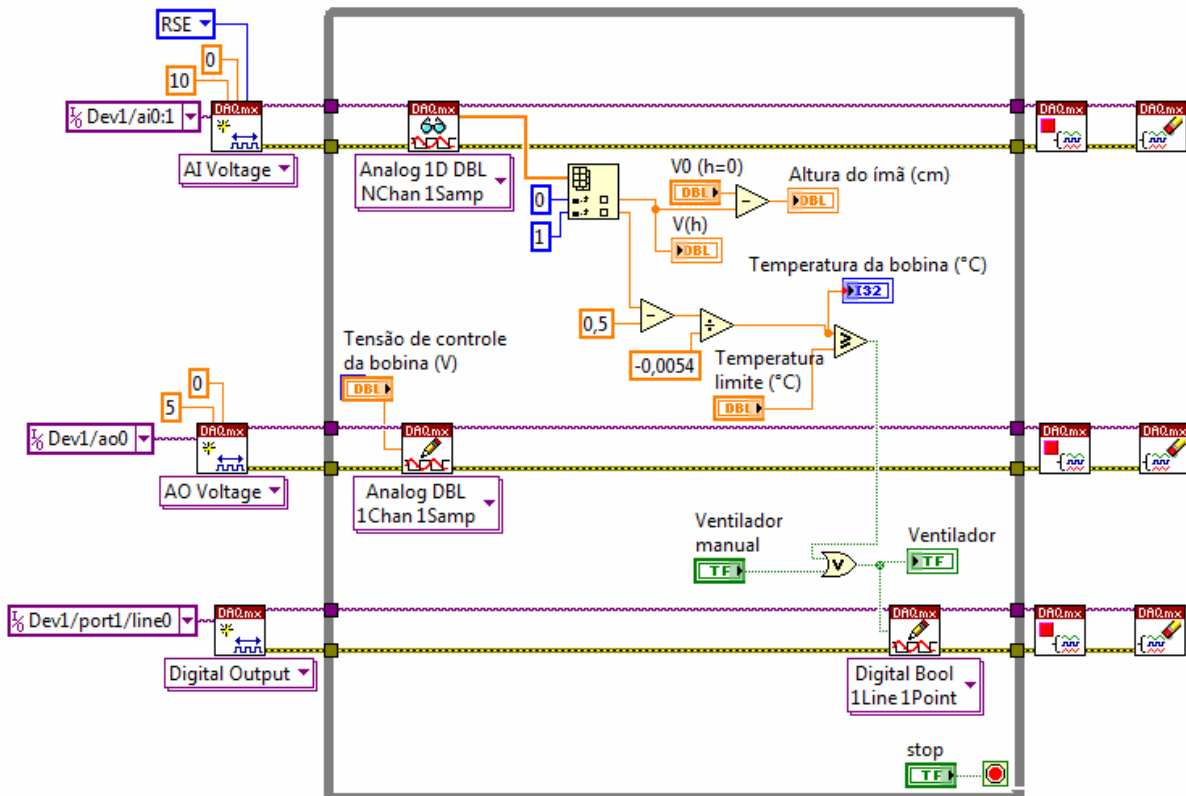 RSE
0
10
DAQmx
DAQmx
DAQmx
DAQmx
I/O Dev1/ai0:1
AI Voltage
Analog 1D DBL
NChan 1Samp
V0 (h=0)
DBL
Altura do ímã (cm)
DBL
0
1
V(h)
DBL
Temperatura da bobina (°C)
I32
0,5
-0,0054
Temperatura
limite (°C)
DBL
Tensão de controle
da bobina (V)
DBL
0
5
DAQmx
DAQmx
DAQmx
DAQmx
I/O Dev1/ao0
AO Voltage
Analog DBL
1Chan 1Samp
Ventilador
manual
TF
V
Ventilador
TF
DAQmx
DAQmx
DAQmx
DAQmx
I/O Dev1/port1/line0
Digital Output
Digital Bool
1Line 1Point
stop
TF